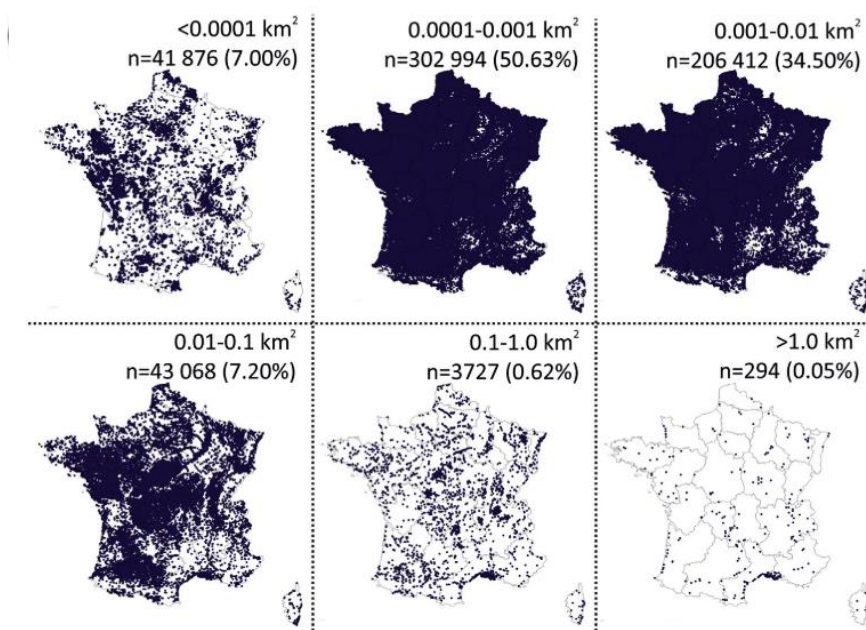 <0.0001 km²
n=41 876 (7.00%)
0.0001-0.001 km²
n=302 994 (50.63%)
0.001-0.01 km²
n=206 412 (34.50%)
0.01-0.1 km²
n=43 068 (7.20%)
0.1-1.0 km²
n=3727 (0.62%)
>1.0 km²
n=294 (0.05%)